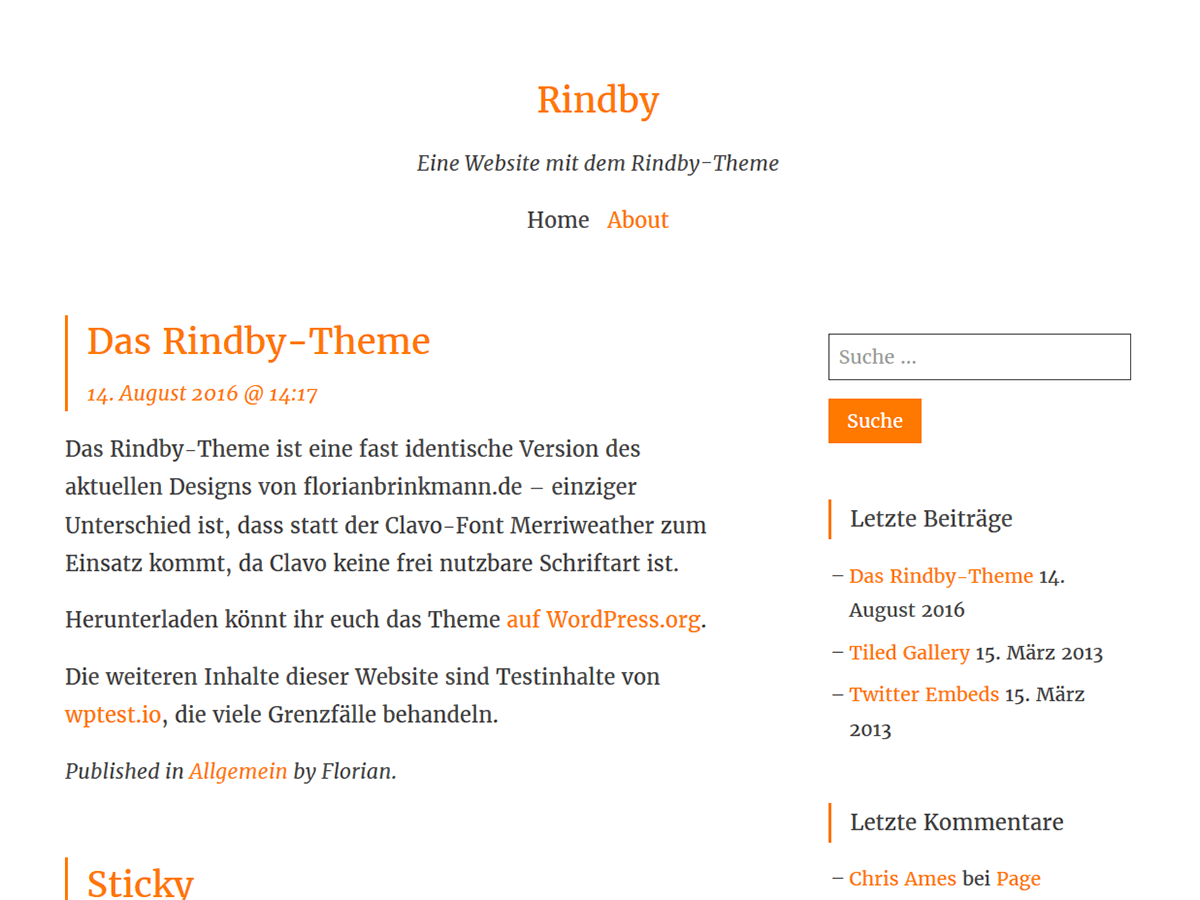 Rindby
Eine Website mit dem Rindby-Theme
Home About
Das Rindby-Theme
14. August 2016 @ 14:17
Das Rindby-Theme ist eine fast identische Version des
aktuellen Designs von florianbrinkmann.de – einziger
Unterschied ist, dass statt der Clavo-Font Merriweather zum
Einsatz kommt, da Clavo keine frei nutzbare Schriftart ist.
Herunterladen könnt ihr euch das Theme auf WordPress.org.
Die weiteren Inhalte dieser Website sind Testinhalte von
wptest.io, die viele Grenzfälle behandeln.
Published in Allgemein by Florian.
Sticky
Suche ...
Suche
Letzte Beiträge
– Das Rindby-Theme 14.
August 2016
– Tiled Gallery 15. März 2013
– Twitter Embeds 15. März
2013
Letzte Kommentare
– Chris Ames bei Page